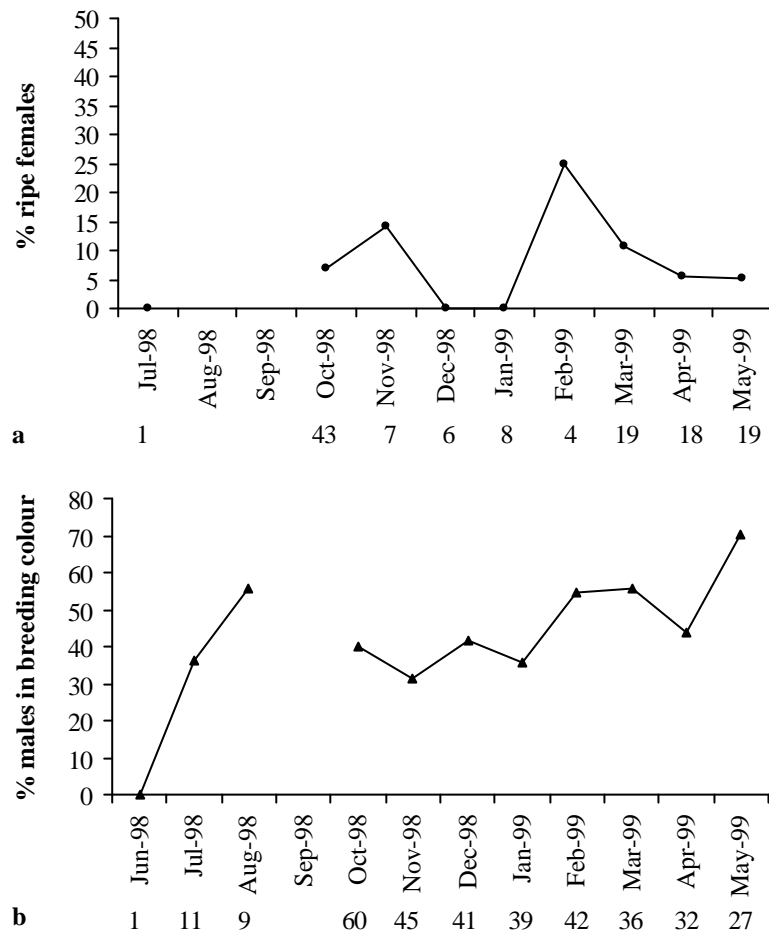 % ripe females
50
45
40
35
30
25
20
15
10
5
0
Jul-98
Aug-98
Sep-98
Oct-98
Nov-98
Dec-98
Jan-99
Feb-99
Mar-99
Apr-99
May-99
a 1 43 7 6 8 4 19 18 19
% males in breeding colour
80
70
60
50
40
30
20
10
0
Jun-98
Jul-98
Aug-98
Sep-98
Oct-98
Nov-98
Dec-98
Jan-99
Feb-99
Mar-99
Apr-99
May-99
b 1 11 9 60 45 41 39 42 36 32 27